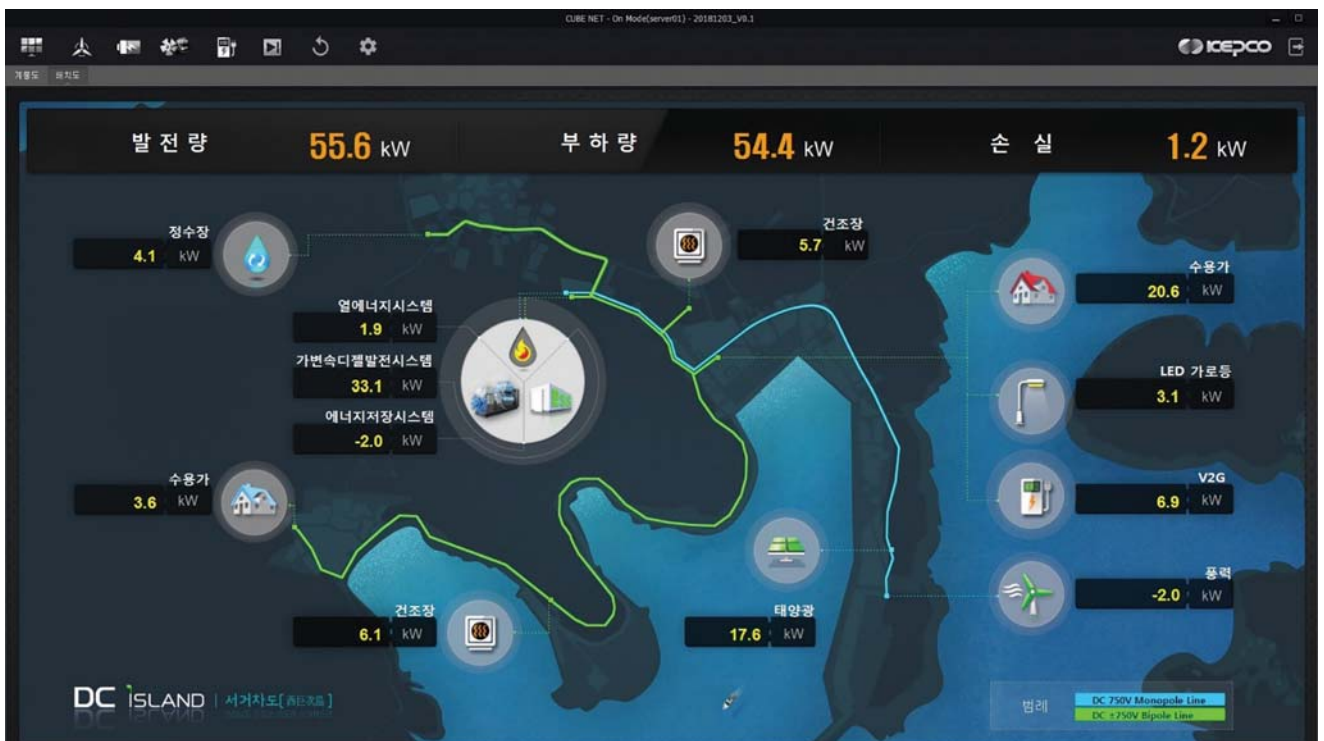 CUBE NET - On Mode(server01) - 20181203_V0.1
KEPCO
계통도 배치도
발전량 55.6 kW 부하량 54.4 kW 손실 1.2 kW
정수장
4.1 kW
건조장
5.7 kW
수용가
20.6 kW
열에너지시스템
1.9 kW
가변속디젤발전시스템
33.1 kW
에너지저장시스템
-2.0 kW
LED 가로등
3.1 kW
수용가
3.6 kW
V2G
6.9 kW
건조장
6.1 kW
태양광
17.6 kW
풍력
-2.0 kW
DC ISLAND | 서거차도[西巨次島]
범례
DC 750V Monopole Line
DC ±750V Bipole Line